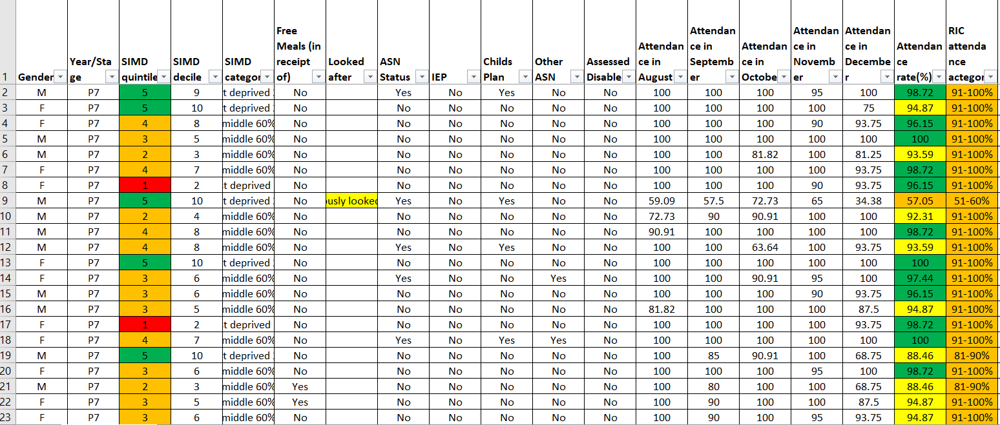 1 Gender Year/Stage SIMD quintile SIMD decile SIMD categor Free Meals (in receipt of) Looked after ASN Status IEP Childs Plan Other ASN Assessed Disable Attendance in August Attendance in September Attendance in Octobe Attendance in November Attendance in December Attendance rate(%) RIC attendance actegor
2 M P7 5 9 t deprived No Yes No Yes No No 100 100 100 95 100 98.72 91-100%
3 F P7 5 10 t deprived No No No No No No 100 100 100 100 75 94.87 91-100%
4 F P7 4 8 middle 60% No No No No No No 100 100 100 90 93.75 96.15 91-100%
5 M P7 3 5 middle 60% No No No No No No 100 100 100 100 100 100 91-100%
6 M P7 2 3 middle 60% No No No No No No 100 100 81.82 100 81.25 93.59 91-100%
7 F P7 4 7 middle 60% No No No No No No 100 100 100 100 93.75 98.72 91-100%
8 F P7 1 2 t deprived No No No No No No 100 100 100 90 93.75 96.15 91-100%
9 M P7 5 10 t deprived No ously looked Yes No Yes No No 59.09 57.5 72.73 65 34.38 57.05 51-60%
10 M P7 2 4 middle 60% No No No No No No 72.73 90 90.91 100 100 92.31 91-100%
11 M P7 4 8 middle 60% No No No No No No 90.91 100 100 100 100 98.72 91-100%
12 M P7 4 8 middle 60% No Yes No Yes No No 100 100 63.64 100 93.75 93.59 91-100%
13 F P7 5 10 t deprived No No No No No No 100 100 100 100 100 100 91-100%
14 F P7 3 6 middle 60% No Yes No No Yes No 100 100 90.91 95 100 97.44 91-100%
15 M P7 3 6 middle 60% No No No No No No 100 100 100 90 93.75 96.15 91-100%
16 M P7 3 5 middle 60% No No No No No No 81.82 100 100 100 87.5 94.87 91-100%
17 F P7 1 2 t deprived No No No No No No 100 100 100 100 93.75 98.72 91-100%
18 F P7 4 7 middle 60% No Yes No Yes Yes No 100 100 100 100 100 100 91-100%
19 M P7 5 10 t deprived No No No No No No 100 85 90.91 100 68.75 88.46 81-90%
20 F P7 3 6 middle 60% No No No No No No 100 100 100 95 100 98.72 91-100%
21 M P7 2 3 middle 60% Yes No No No No No 100 80 100 100 68.75 88.46 81-90%
22 F P7 3 5 middle 60% Yes No No No No No 100 90 100 100 87.5 94.87 91-100%
23 F P7 3 6 middle 60% No No No No No No 100 90 100 95 93.75 94.87 91-100%